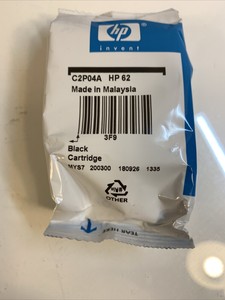 hp
invent
C2P04A HP 62
Made in Malaysia
3F9
Black
Cartridge
MYS7 200300 180926 1335
OTHER